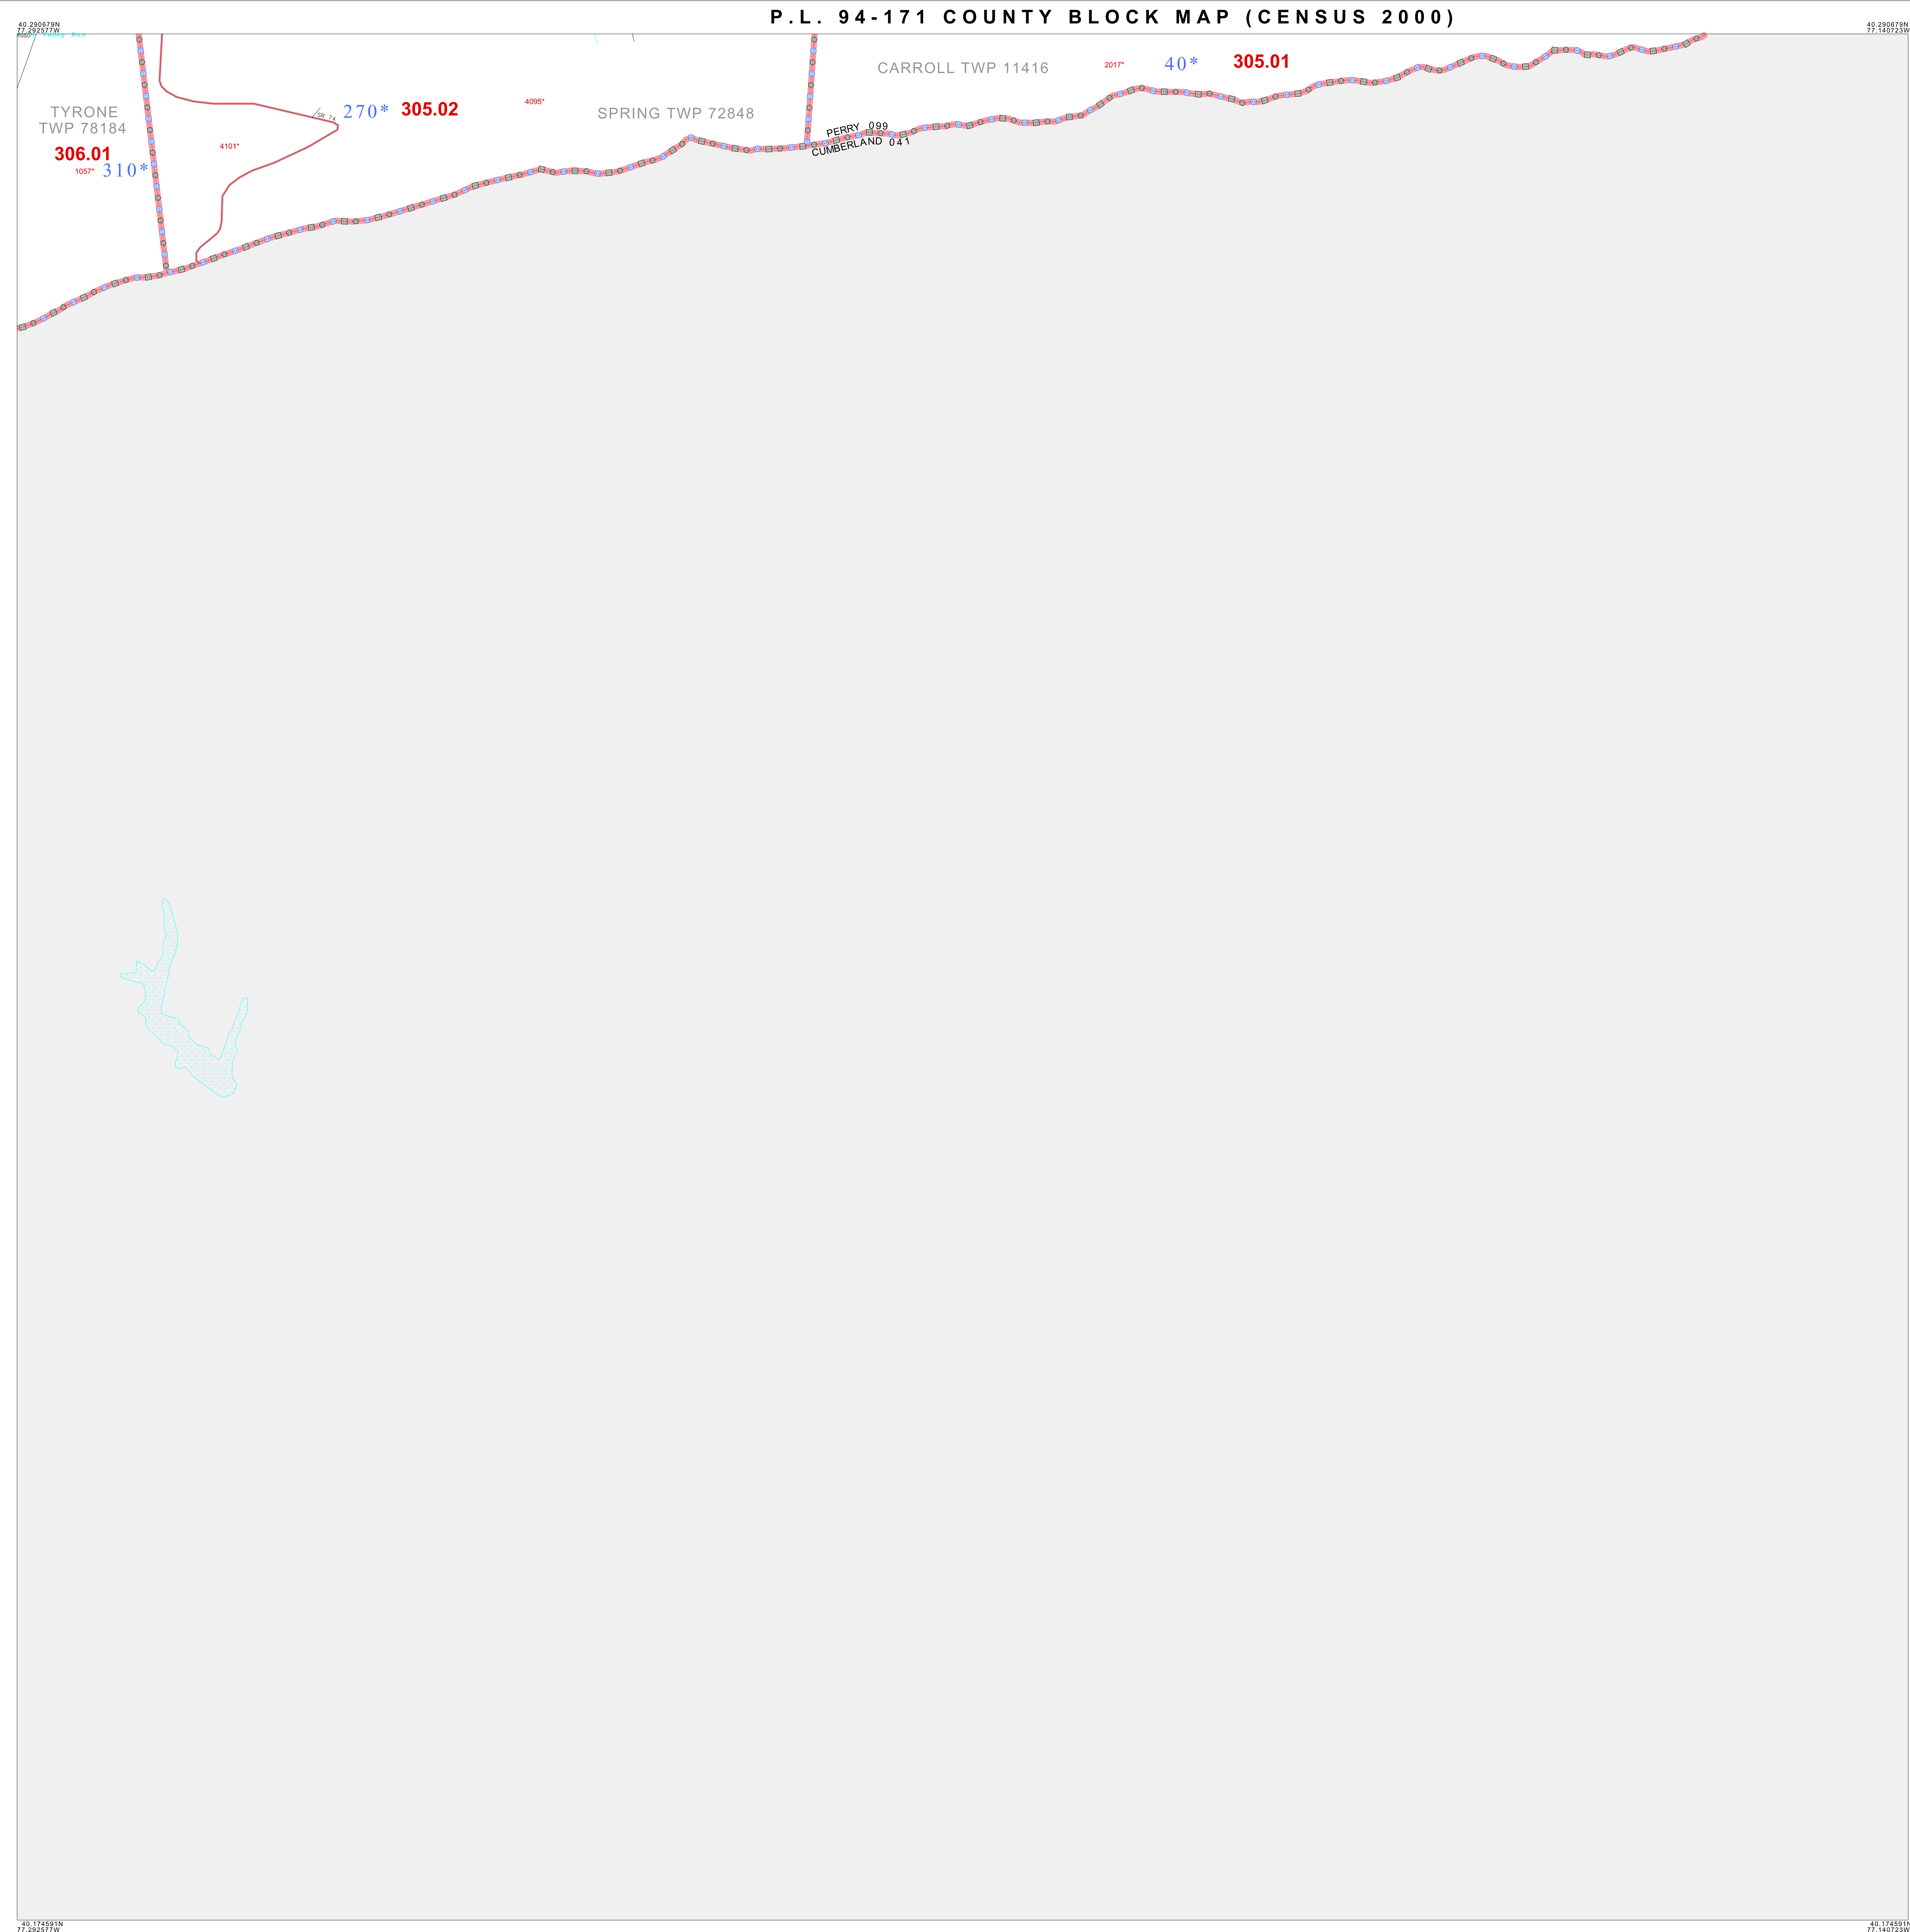 P.L. 94-171 COUNTY BLOCK MAP (CENSUS 2000)
40.290679N
77.292577W
40.290679N
77.140723W
CARROLL TWP 11416
2017*
40*
305.01
TYRONE
TWP 78184
306.01
1057*
310*
SR 74
270*
305.02
4101*
4095*
SPRING TWP 72848
PERRY 099
CUMBERLAND 041
40.174591N
77.292577W
40.174591N
77.140723W